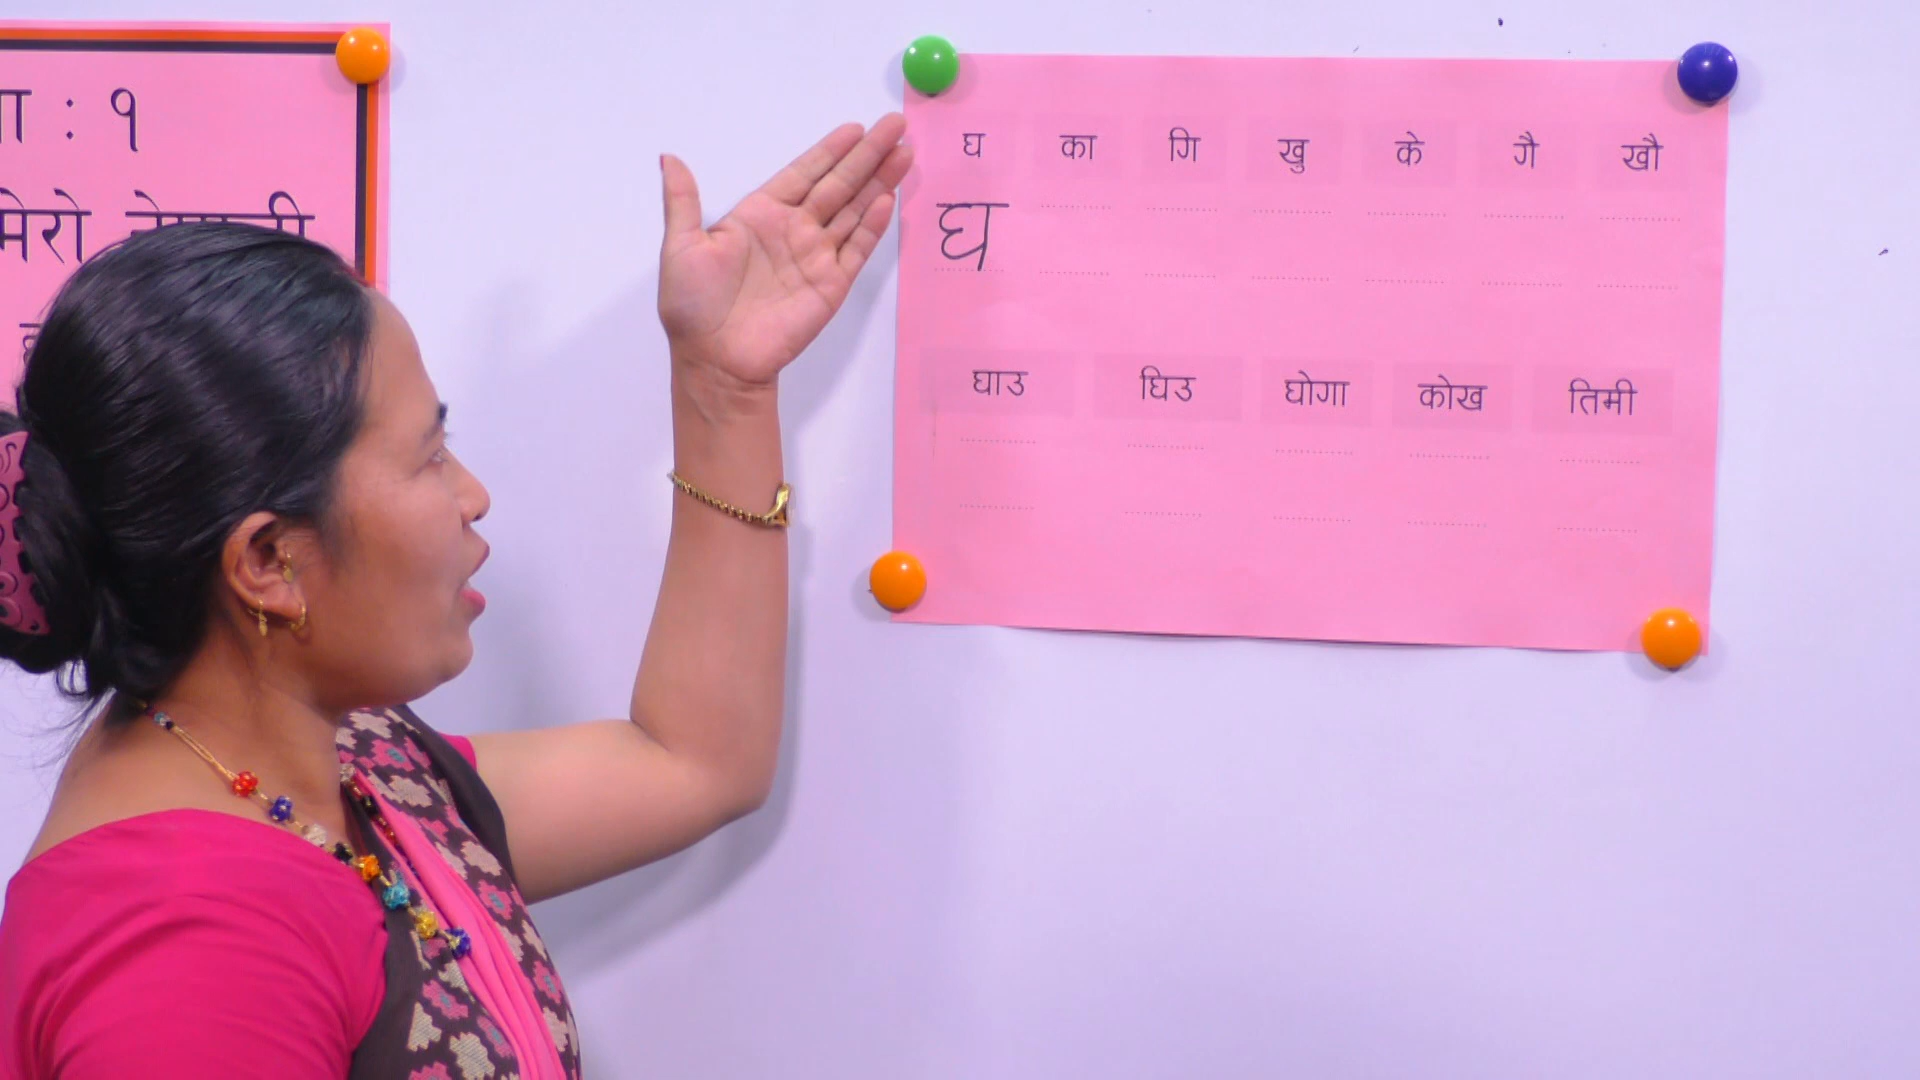 : १
मेरो
घ का गि खु के गै खौ
घ
घाउ घिउ घोगा कोख तिमी